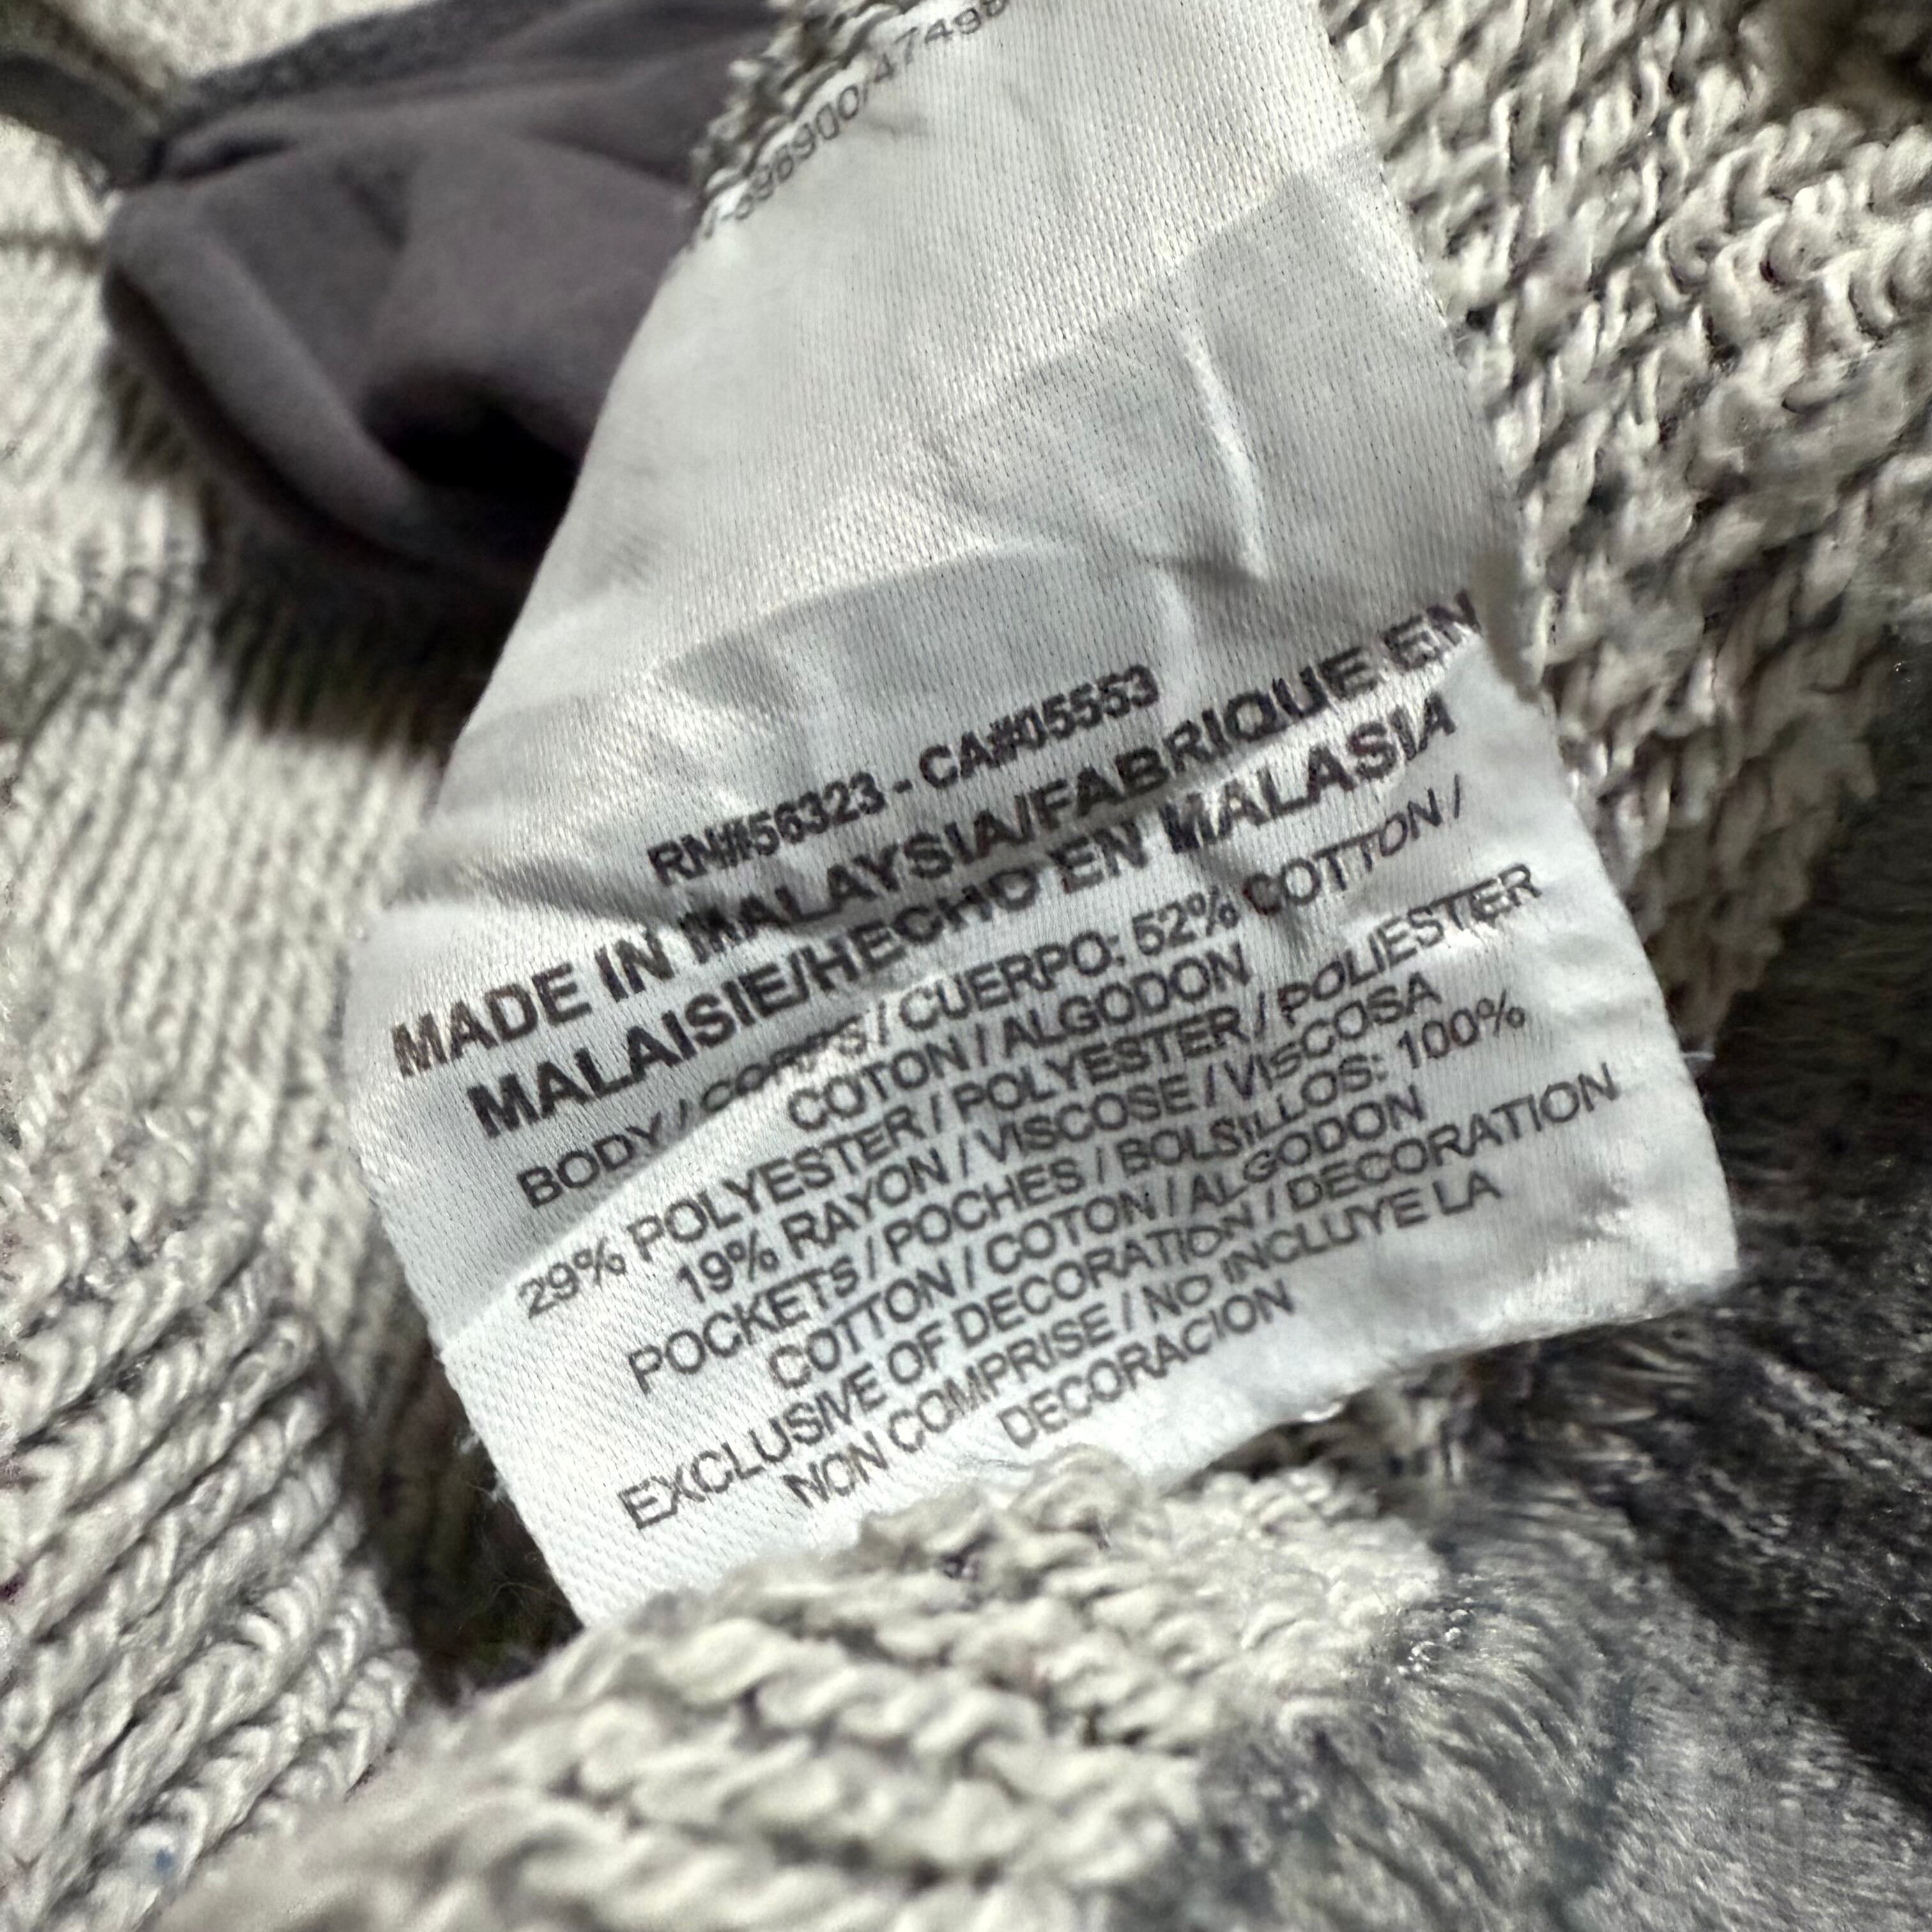 RN#56323 - CA#05553
MADE IN MALAYSIA/FABRIQUE EN
MALAISIE/HECHO EN MALASIA
BODY / CORPS / CUERPO: 52% COTTON /
COTON / ALGODON
29% POLYESTER / POLYESTER / POLIESTER
19% RAYON / VISCOSE / VISCOSA
POCKETS / POCHES / BOLSILLOS: 100%
COTTON / COTON / ALGODON
EXCLUSIVE OF DECORATION / DECORATION
NON COMPRISE / NO INCLUYE LA
DECORACION